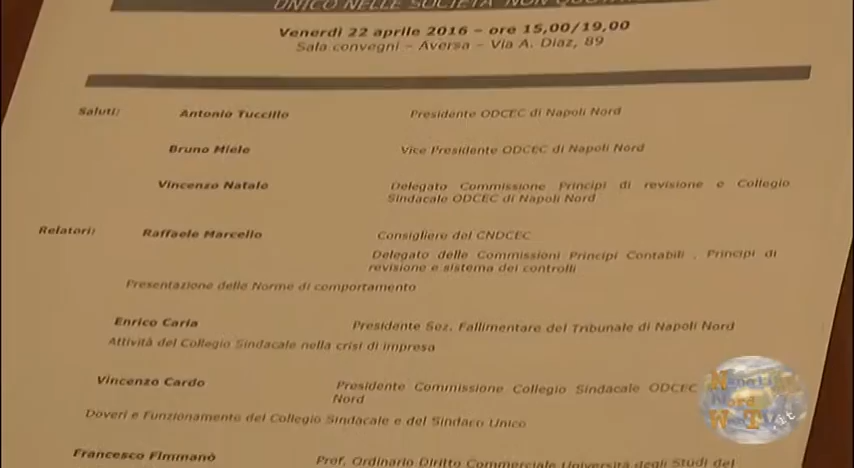 UNICO NELLE SOCIETÀ NON
Venerdì 22 aprile 2016 – ore 15,00/19,00
Sala convegni – Aversa – Via A. Diaz, 89
Saluti: Antonio Tuccillo Presidente ODCEC di Napoli Nord
Bruno Miele Vice Presidente ODCEC di Napoli Nord
Vincenzo Natale Delegato Commissione Principi di revisione e Collegio
Sindacale ODCEC di Napoli Nord
Relatori: Raffaele Marcello Consigliere del CNDCEC
Delegato delle Commissioni Principi Contabili . Principi di
revisione e sistema dei controlli
Presentazione delle Norme di comportamento
Enrico Caria Presidente Sez. Fallimentare del Tribunale di Napoli Nord
Attività del Collegio Sindacale nella crisi di impresa
Vincenzo Cardo Presidente Commissione Collegio Sindacale ODCEC
Nord
Doveri e Funzionamento del Collegio Sindacale e del Sindaco Unico
Francesco Fimmanò Prof. Ordinario Diritto Commerciale Università degli Studi del
Nord